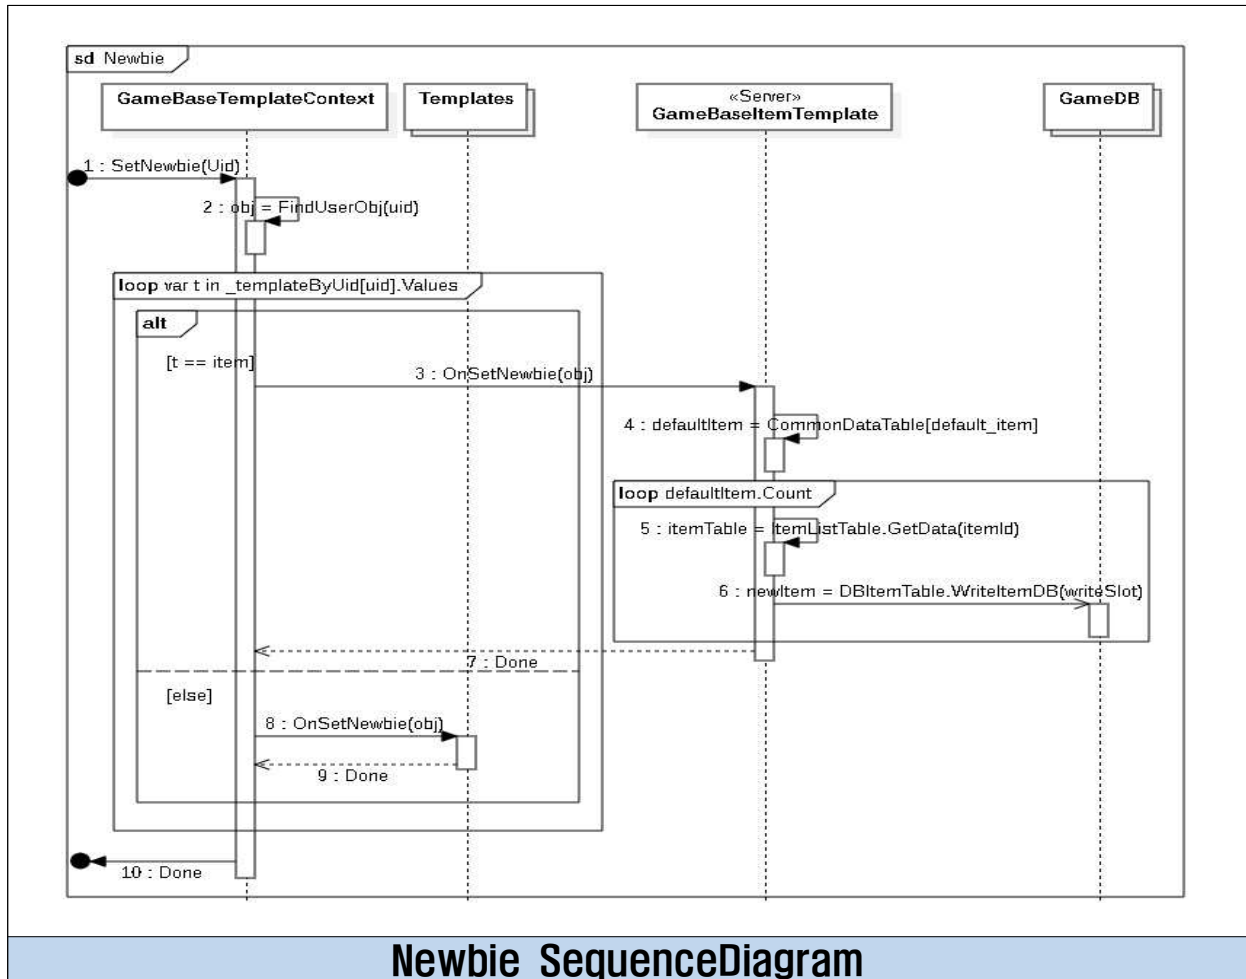 sd Newbie
GameBaseTemplateContext
Templates
«Server»
GameBaseItemTemplate
GameDB
1 : SetNewbie(Uid)
2 : obj = FindUserObj(uid)
loop var t in _templateByUid[uid].Values
alt
[t == item]
3 : OnSetNewbie(obj)
4 : defaultItem = CommonDataTable[default_item]
loop defaultItem.Count
5 : itemTable = ItemListTable.GetData(itemId)
6 : newItem = DBItemTable.WriteItemDB(writeSlot)
7 : Done
[else]
8 : OnSetNewbie(obj)
9 : Done
10 : Done
Newbie SequenceDiagram